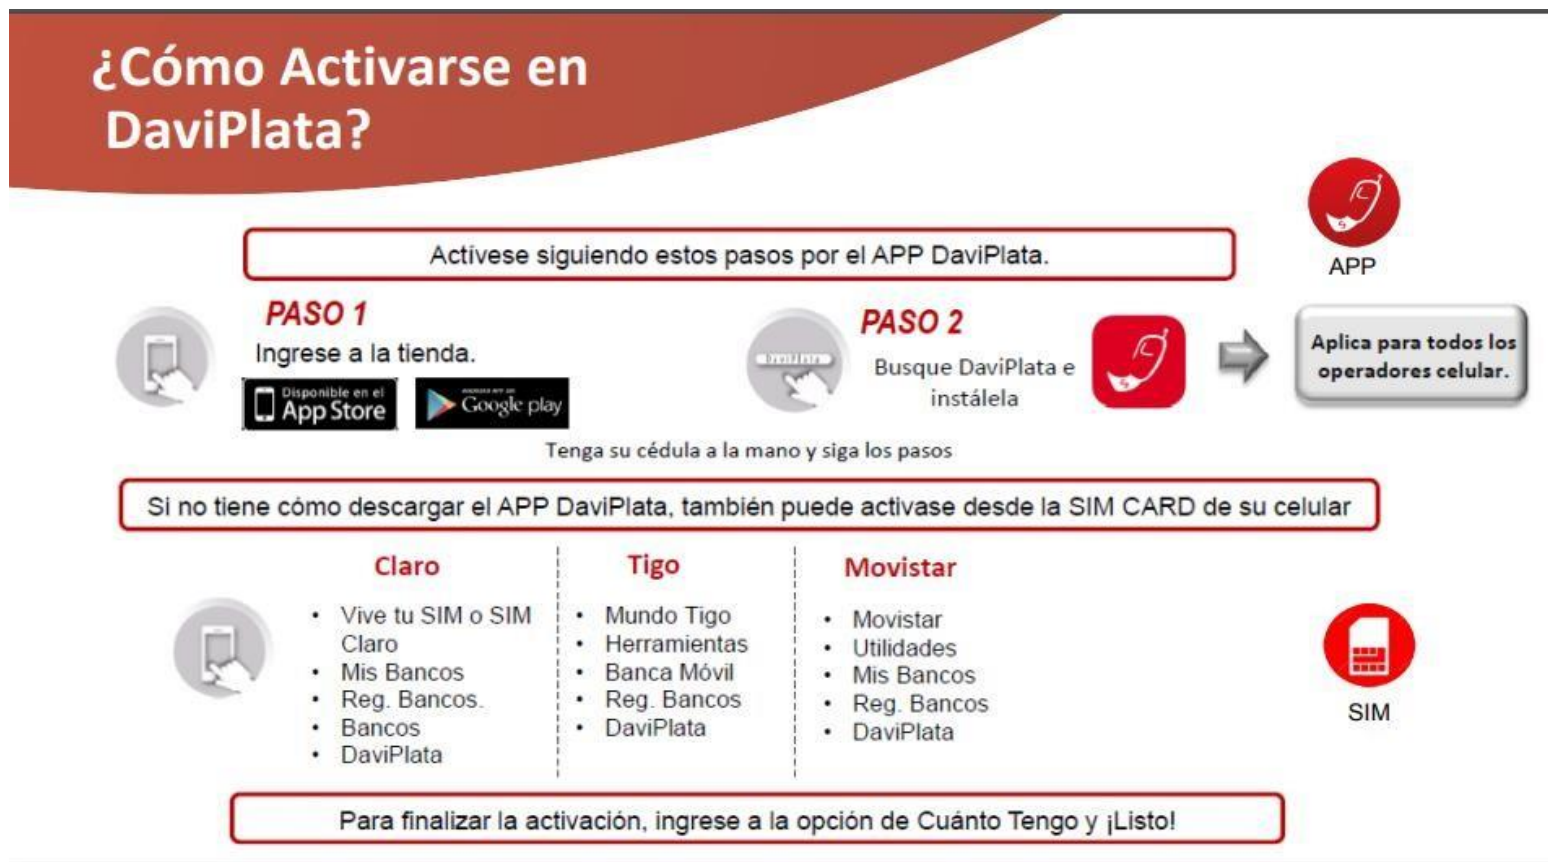 ¿Cómo Activarse en
DaviPlata?
APP
Actívese siguiendo estos pasos por el APP DaviPlata.
PASO 1
Ingrese a la tienda.
Disponible en el
App Store
Google play
PASO 2
DaviPlata
Busque DaviPlata e
instálela
Aplica para todos los
operadores celular.
Tenga su cédula a la mano y siga los pasos
Si no tiene cómo descargar el APP DaviPlata, también puede activase desde la SIM CARD de su celular
Claro
• Vive tu SIM o SIM
Claro
• Mis Bancos
• Reg. Bancos.
• Bancos
• DaviPlata
Tigo
• Mundo Tigo
• Herramientas
• Banca Móvil
• Reg. Bancos
• DaviPlata
Movistar
• Movistar
• Utilidades
• Mis Bancos
• Reg. Bancos
• DaviPlata
SIM
Para finalizar la activación, ingrese a la opción de Cuánto Tengo y ¡Listo!